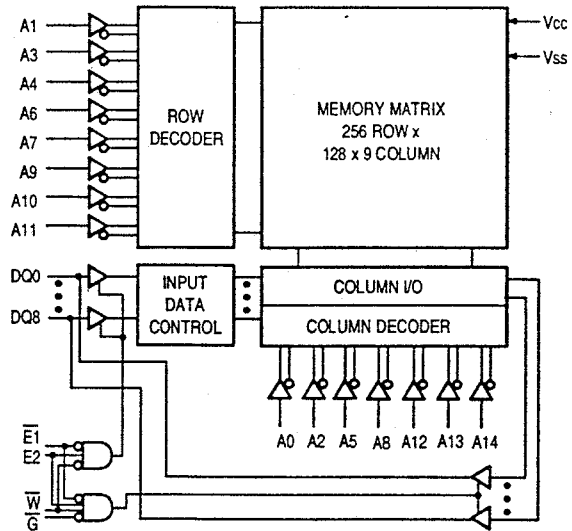 A1
A3
A4
A6
A7
A9
A10
A11
ROW
DECODER
MEMORY MATRIX
256 ROW x
128 x 9 COLUMN
VCC
VSS
DQ0
DQ8
INPUT
DATA
CONTROL
COLUMN I/O
COLUMN DECODER
A0 A2 A5 A8 A12 A13 A14
E1
E2
W
G